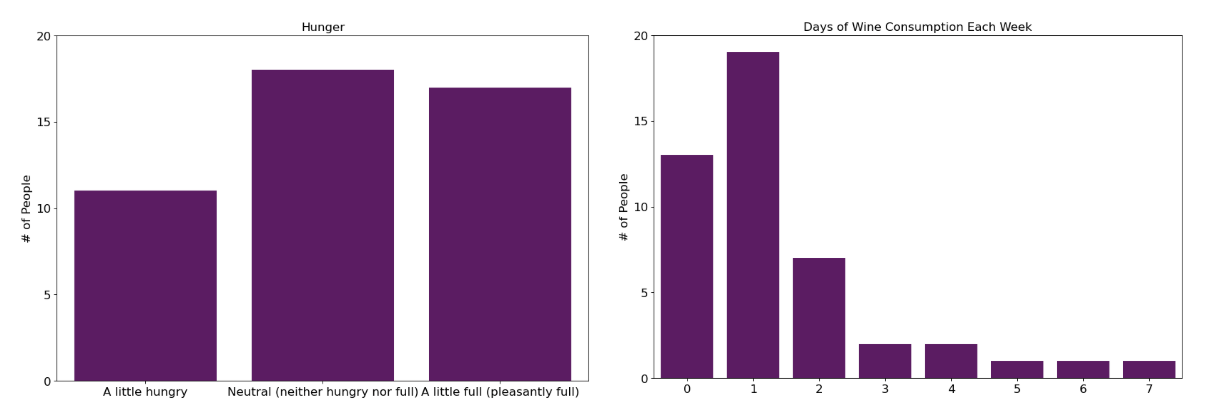 Hunger
# of People
20
15
10
5
0
A little hungry
Neutral (neither hungry nor full)
A little full (pleasantly full)
Days of Wine Consumption Each Week
# of People
20
15
10
5
0
0 1 2 3 4 5 6 7